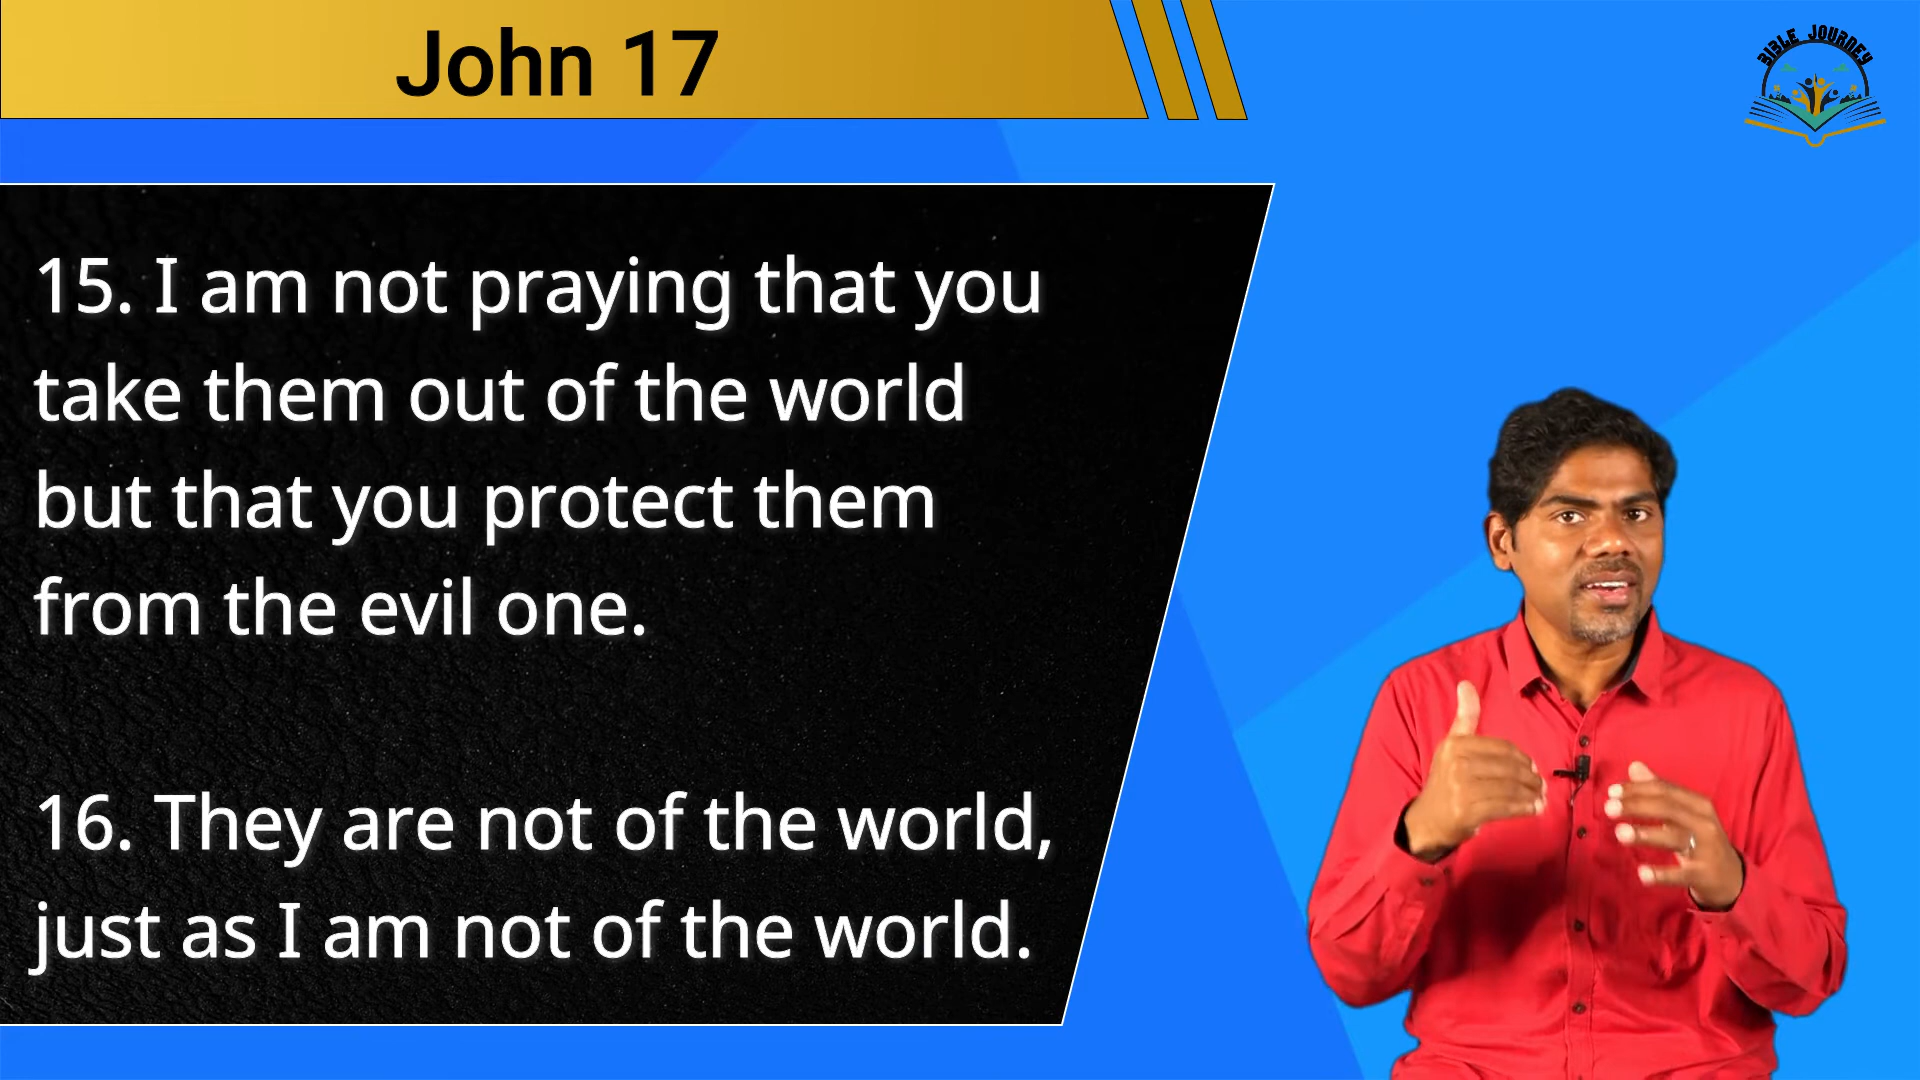 John 17
BIBLE JOURNEY
15. I am not praying that you
take them out of the world
but that you protect them
from the evil one.
16. They are not of the world,
just as I am not of the world.